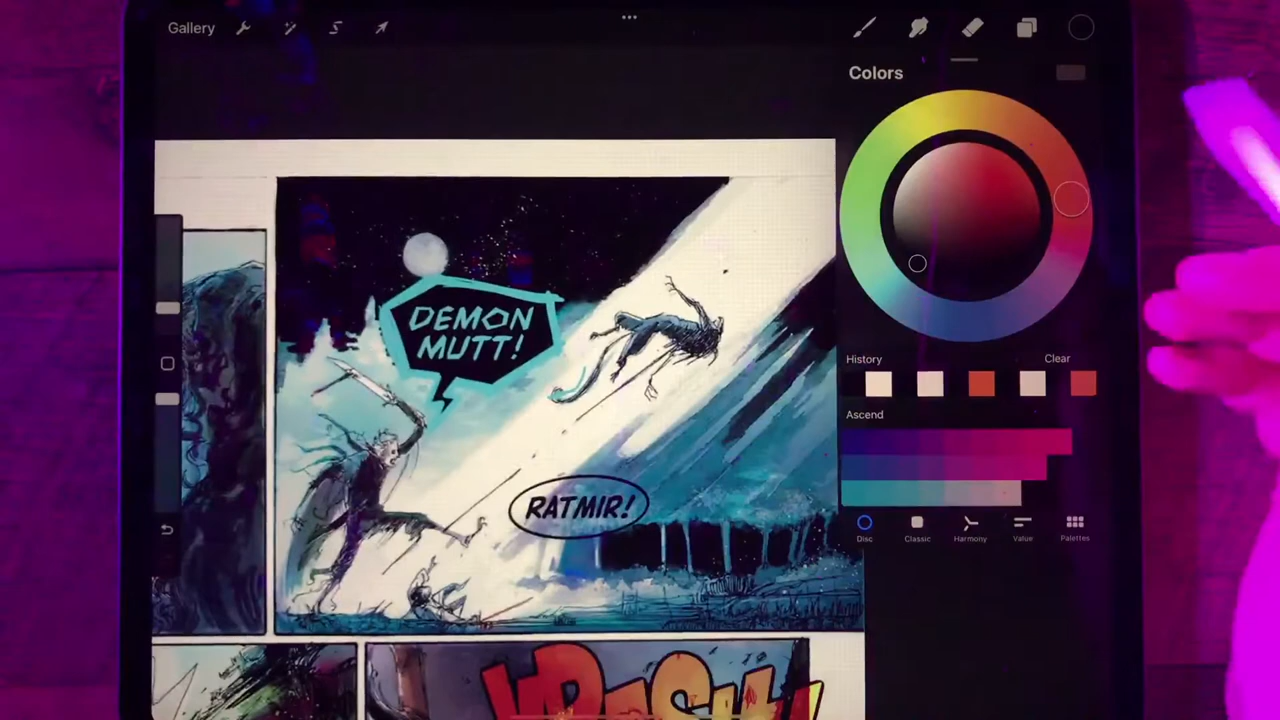 Gallery
Colors
DEMON
MUTT!
History
Clear
Ascend
RATMIR!
Disc
Classic
Harmony
Value
Palettes